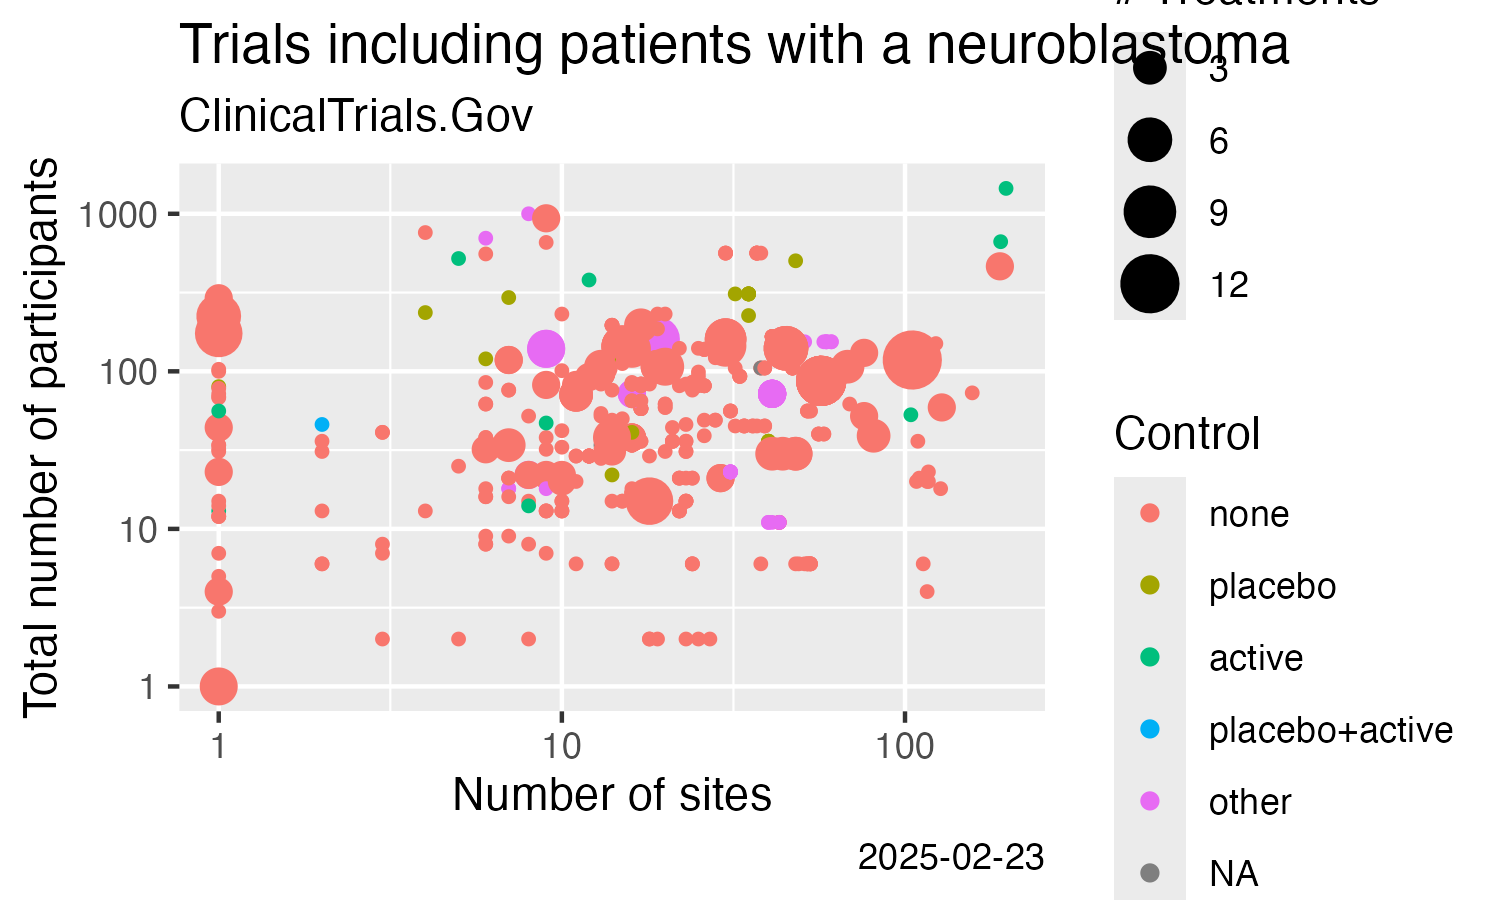 # Treatments
Trials including patients with a neuroblastoma
ClinicalTrials.Gov
3
6
9
12
Total number of participants
1000
100
10
1
1
10
100
Number of sites
2025-02-23
Control
none
placebo
active
placebo+active
other
NA